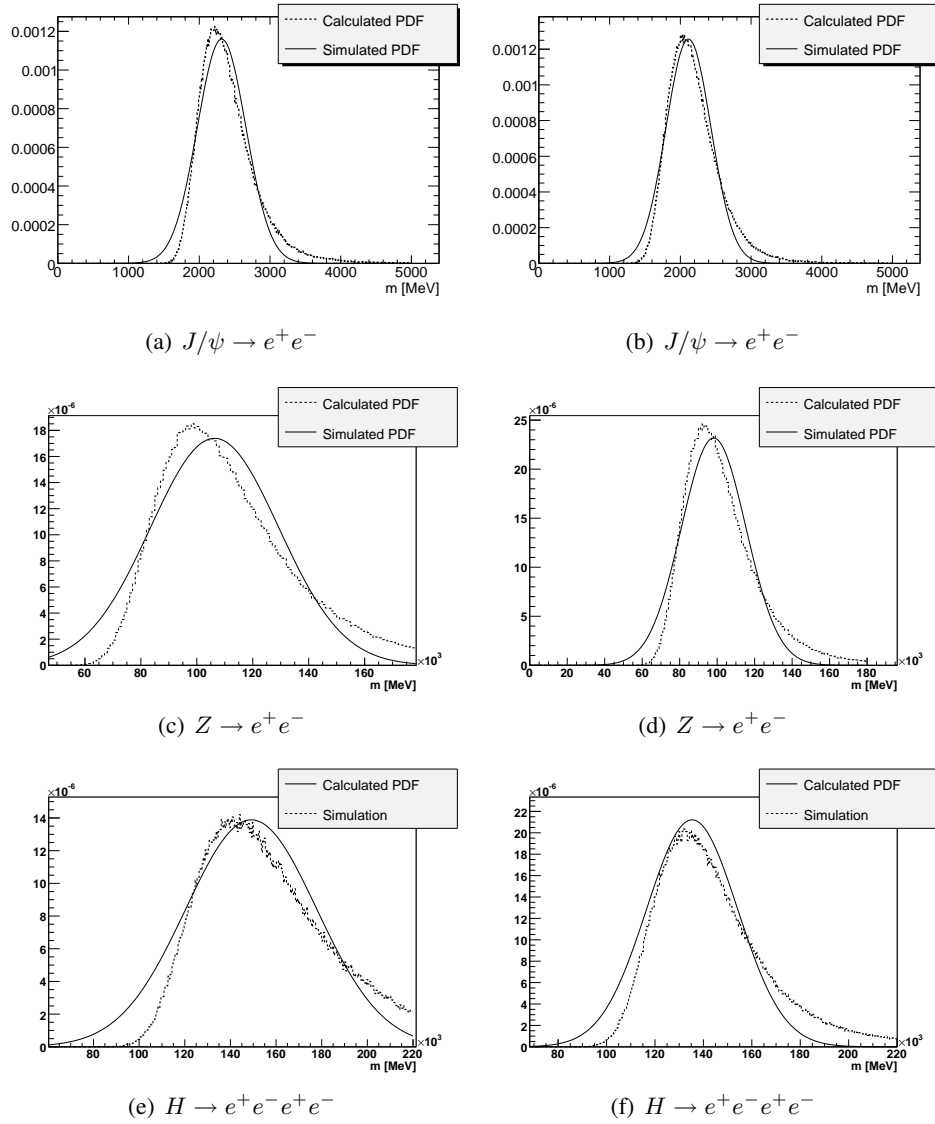 Calculated PDF
Simulated PDF
0.0012
0.001
0.0008
0.0006
0.0004
0.0002
0
0 1000 2000 3000 4000 5000
m [MeV]
(a) J/ψ → e⁺e⁻
Calculated PDF
Simulated PDF
0.0012
0.001
0.0008
0.0006
0.0004
0.0002
0
0 1000 2000 3000 4000 5000
m [MeV]
(b) J/ψ → e⁺e⁻
×10⁻⁶
Calculated PDF
Simulated PDF
18
16
14
12
10
8
6
4
2
0
60 80 100 120 140 160 ×10³
m [MeV]
(c) Z → e⁺e⁻
×10⁻⁶
Calculated PDF
Simulated PDF
25
20
15
10
5
0
0 20 40 60 80 100 120 140 160 180 ×10³
m [MeV]
(d) Z → e⁺e⁻
×10⁻⁶
Calculated PDF
Simulation
14
12
10
8
6
4
2
0
80 100 120 140 160 180 200 220 ×10³
m [MeV]
(e) H → e⁺e⁻e⁺e⁻
×10⁻⁶
Calculated PDF
Simulation
22
20
18
16
14
12
10
8
6
4
2
0
80 100 120 140 160 180 200 220 ×10³
m [MeV]
(f) H → e⁺e⁻e⁺e⁻